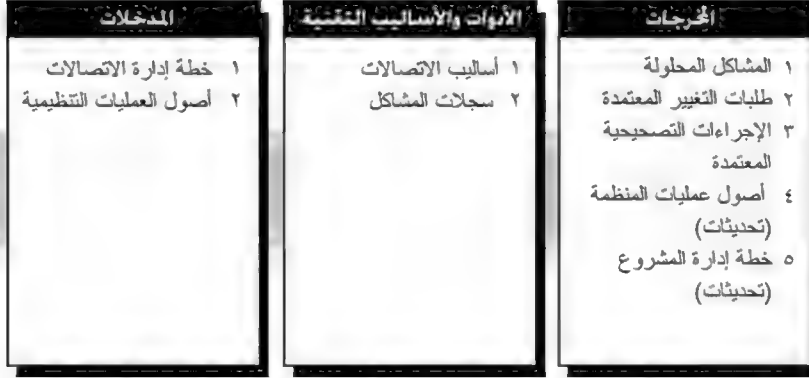 المدخلات
١ خطة إدارة الاتصالات
٢ أصول العمليات التنظيمية
الأدوات والأساليب التقنية
١ أساليب الاتصالات
٢ سجلات المشاكل
المخرجات
١ المشاكل المحلولة
٢ طلبات التغيير المعتمدة
٣ الإجراءات التصحيحية
المعتمدة
٤ أصول عمليات المنظمة
(تحديثات)
٥ خطة إدارة المشروع
(تحديثات)